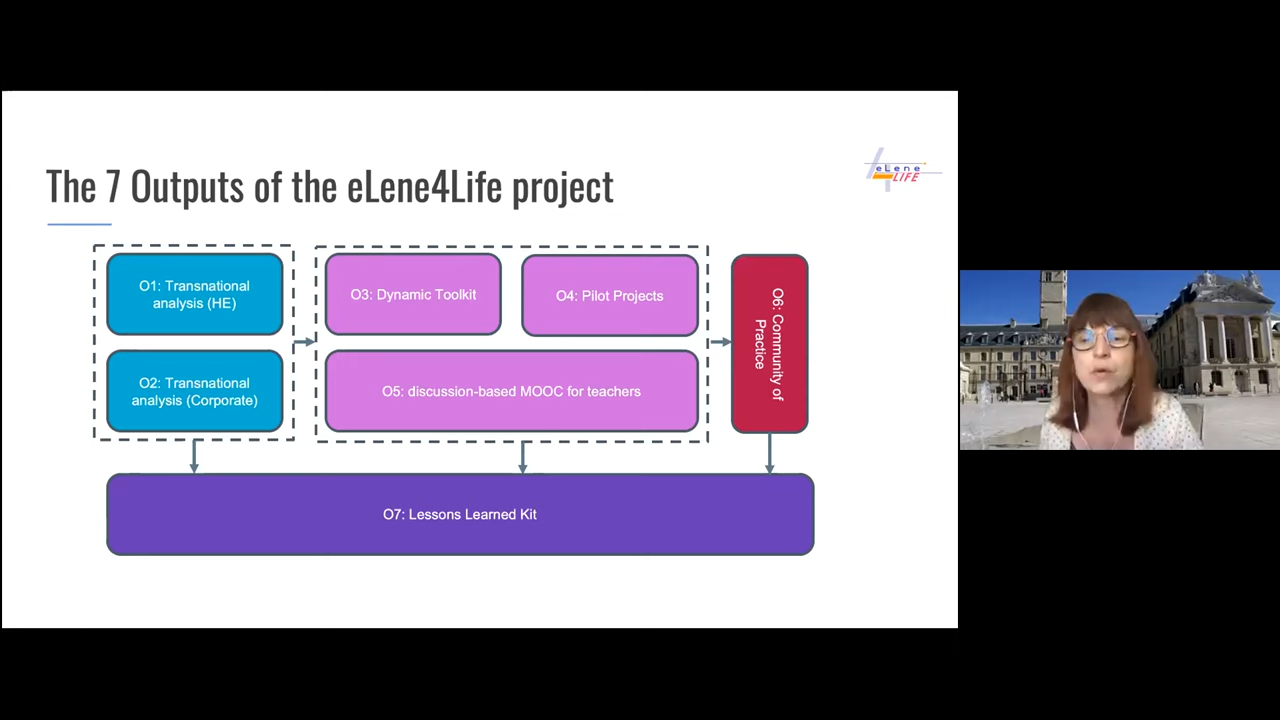 The 7 Outputs of the eLene4Life project
eLene
4LIFE
O1: Transnational
analysis (HE)
O2: Transnational
analysis (Corporate)
O3: Dynamic Toolkit
O4: Pilot Projects
O5: discussion-based MOOC for teachers
O6: Community of
Practice
O7: Lessons Learned Kit